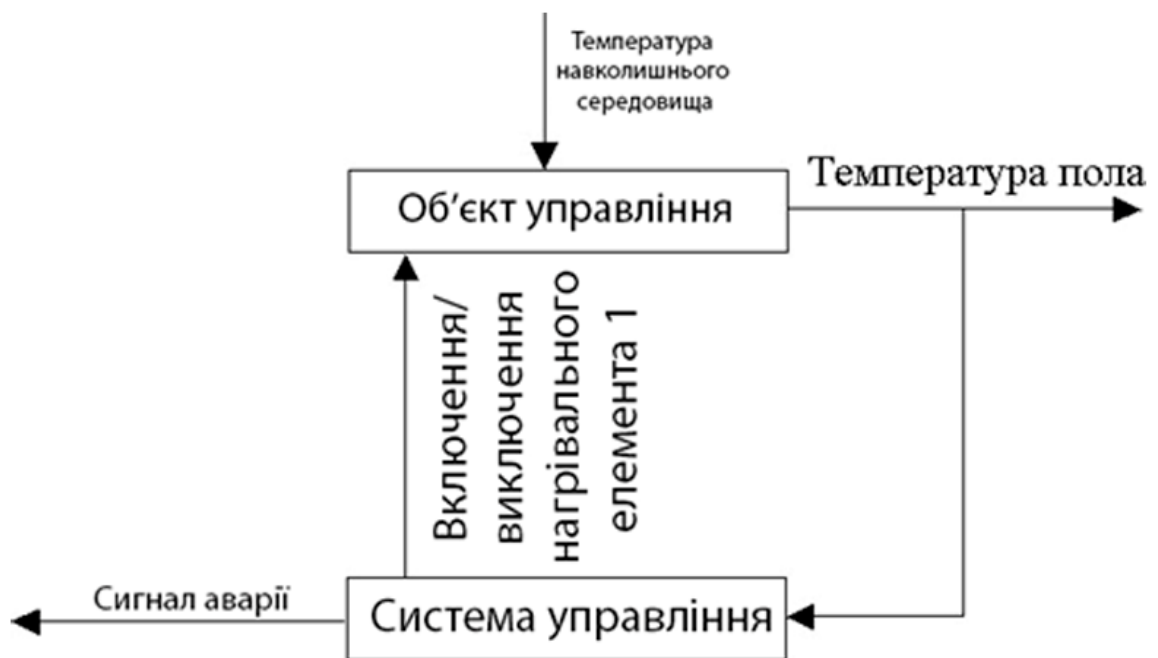 Температура
навколишнього
середовища
Температура пола
Об’єкт управління
Включення/
виключення
нагрівального
елемента 1
Сигнал аварії
Система управління